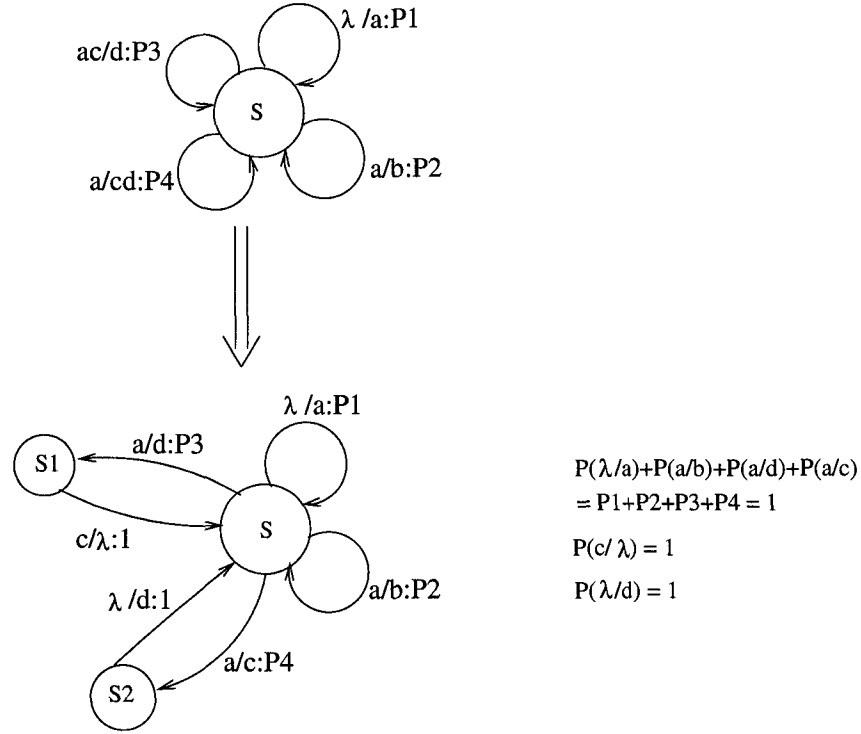 λ /a:P1
ac/d:P3
S
a/cd:P4
a/b:P2
λ /a:P1
a/d:P3
S1
S
c/λ:1
a/b:P2
λ /d:1
a/c:P4
S2
P(λ/a)+P(a/b)+P(a/d)+P(a/c)
= P1+P2+P3+P4 = 1
P(c/ λ) = 1
P(λ/d) = 1